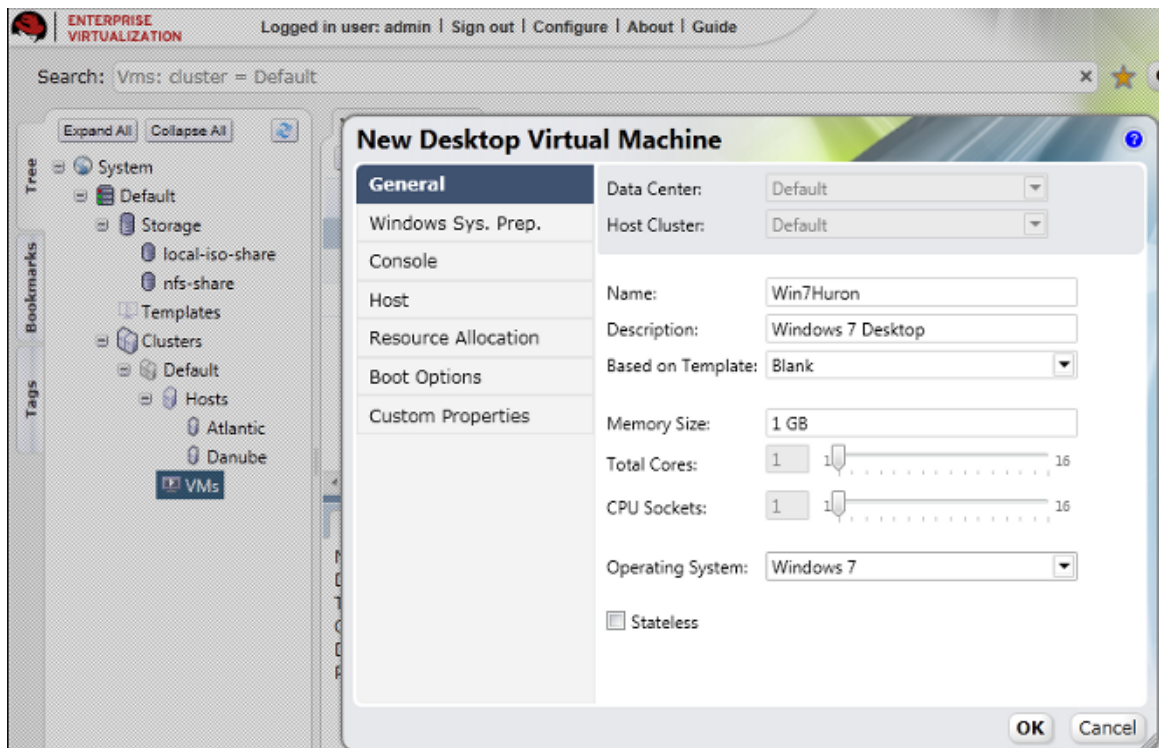 ENTERPRISE
VIRTUALIZATION
Logged in user: admin | Sign out | Configure | About | Guide
Search: Vms: cluster = Default
Expand All Collapse All
Tree
Bookmarks
Tags
System
Default
Storage
local-iso-share
nfs-share
Templates
Clusters
Default
Hosts
Atlantic
Danube
VMs
New Desktop Virtual Machine
General
Windows Sys. Prep.
Console
Host
Resource Allocation
Boot Options
Custom Properties
Data Center: Default
Host Cluster: Default
Name: Win7Huron
Description: Windows 7 Desktop
Based on Template: Blank
Memory Size: 1 GB
Total Cores: 1 1 16
CPU Sockets: 1 1 16
Operating System: Windows 7
Stateless
OK Cancel